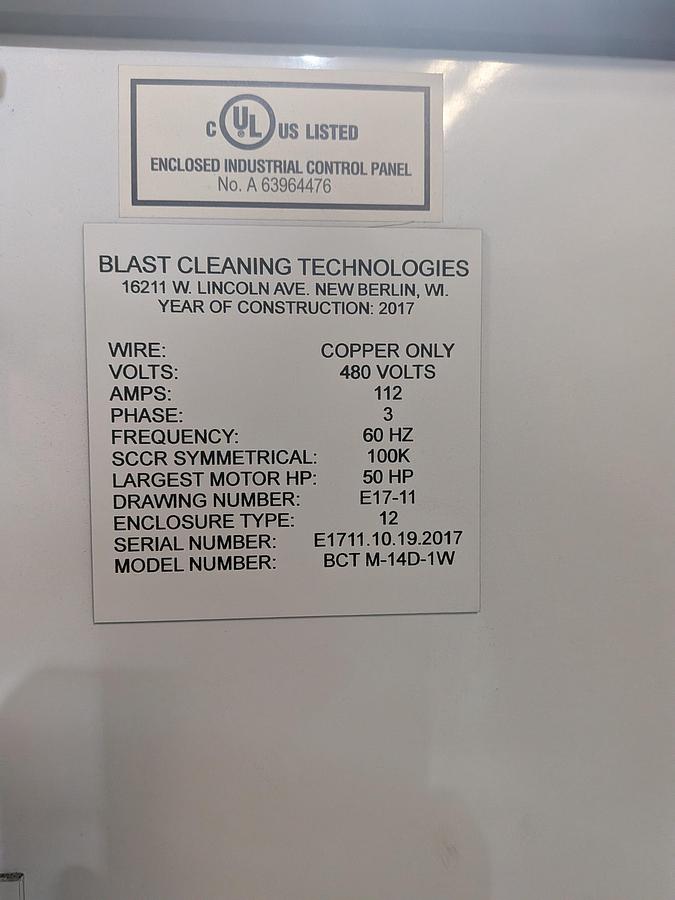 C UL US LISTED
ENCLOSED INDUSTRIAL CONTROL PANEL
No. A 63964476
BLAST CLEANING TECHNOLOGIES
16211 W. LINCOLN AVE. NEW BERLIN, WI.
YEAR OF CONSTRUCTION: 2017
WIRE: COPPER ONLY
VOLTS: 480 VOLTS
AMPS: 112
PHASE: 3
FREQUENCY: 60 HZ
SCCR SYMMETRICAL: 100K
LARGEST MOTOR HP: 50 HP
DRAWING NUMBER: E17-11
ENCLOSURE TYPE: 12
SERIAL NUMBER: E1711.10.19.2017
MODEL NUMBER: BCT M-14D-1W